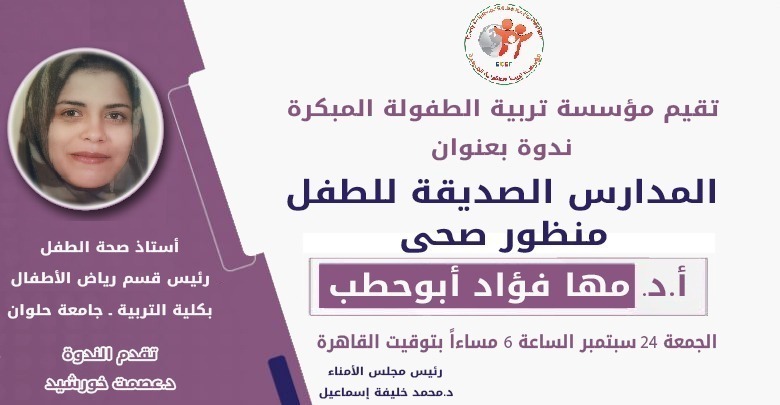 ECEF
تقيم مؤسسة تربية الطفولة المبكرة
ندوة بعنوان
المدارس الصديقة للطفل
منظور صحى
أ.د. مها فؤاد أبوحطب
الجمعة 24 سبتمبر الساعة 6 مساءاً بتوقيت القاهرة
رئيس مجلس الأمناء
د.محمد خليفة إسماعيل
أستاذ صحة الطفل
رئيس قسم رياض الأطفال
بكلية التربية ـ جامعة حلوان
تقدم الندوة
د.عصمت خورشيد